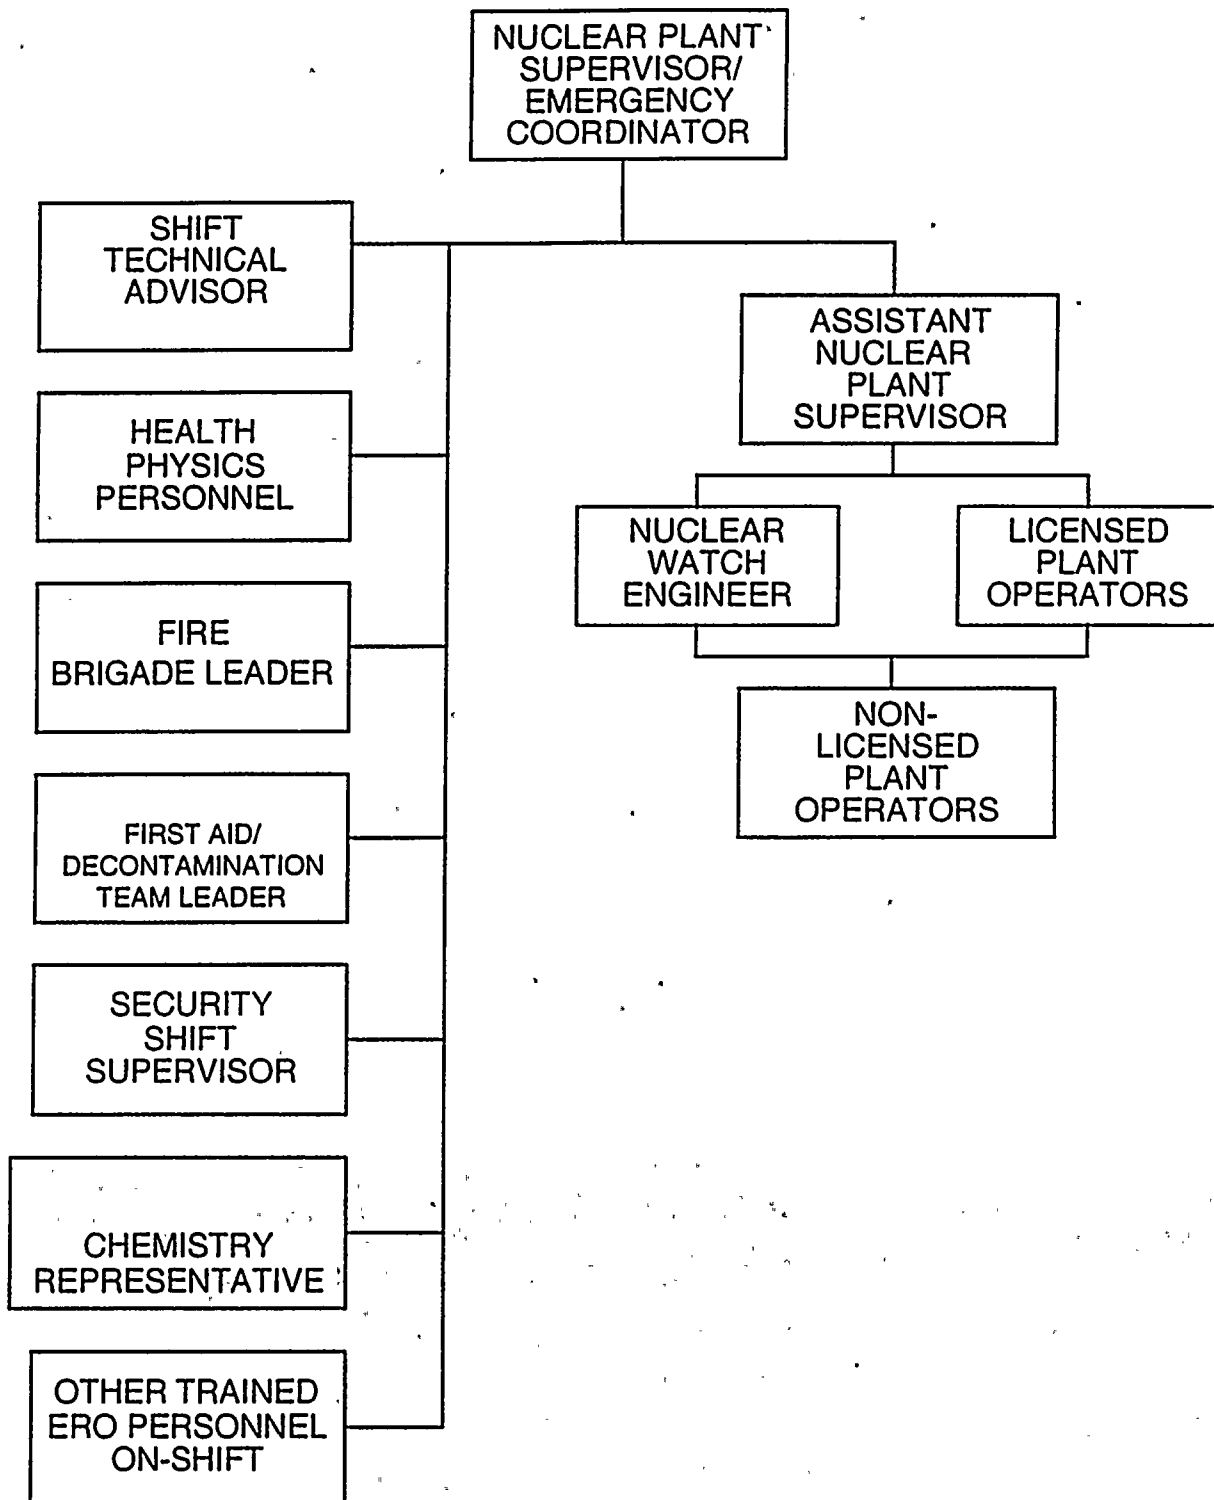 NUCLEAR PLANT
SUPERVISOR/
EMERGENCY
COORDINATOR
SHIFT
TECHNICAL
ADVISOR
HEALTH
PHYSICS
PERSONNEL
FIRE
BRIGADE LEADER
FIRST AID/
DECONTAMINATION
TEAM LEADER
SECURITY
SHIFT
SUPERVISOR
CHEMISTRY
REPRESENTATIVE
OTHER TRAINED
ERO PERSONNEL
ON-SHIFT
ASSISTANT
NUCLEAR
PLANT
SUPERVISOR
NUCLEAR
WATCH
ENGINEER
LICENSED
PLANT
OPERATORS
NON-
LICENSED
PLANT
OPERATORS